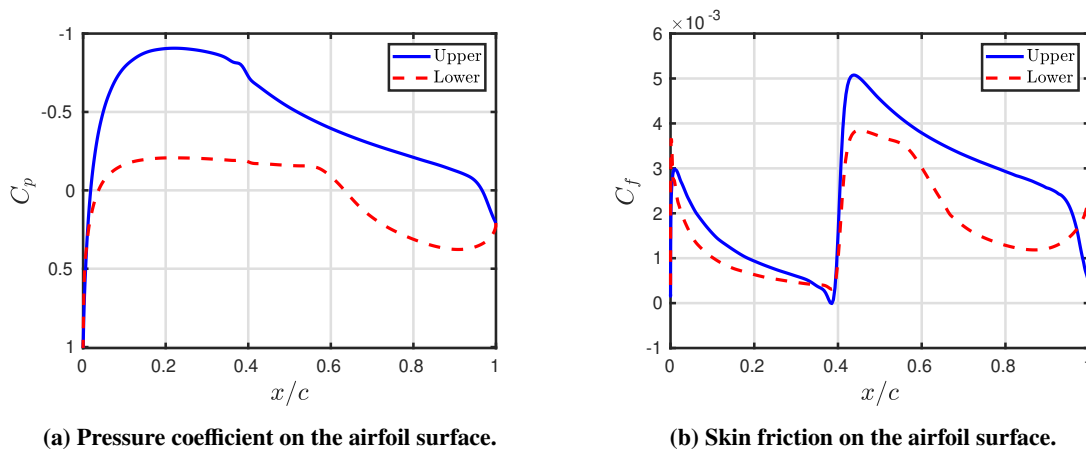 -1
-0.5
0
0.5
1
C_p
0 0.2 0.4 0.6 0.8 1
x/c
Upper
Lower
(a) Pressure coefficient on the airfoil surface.
×10^-3
6
5
4
3
2
1
0
-1
C_f
0 0.2 0.4 0.6 0.8 1
x/c
Upper
Lower
(b) Skin friction on the airfoil surface.